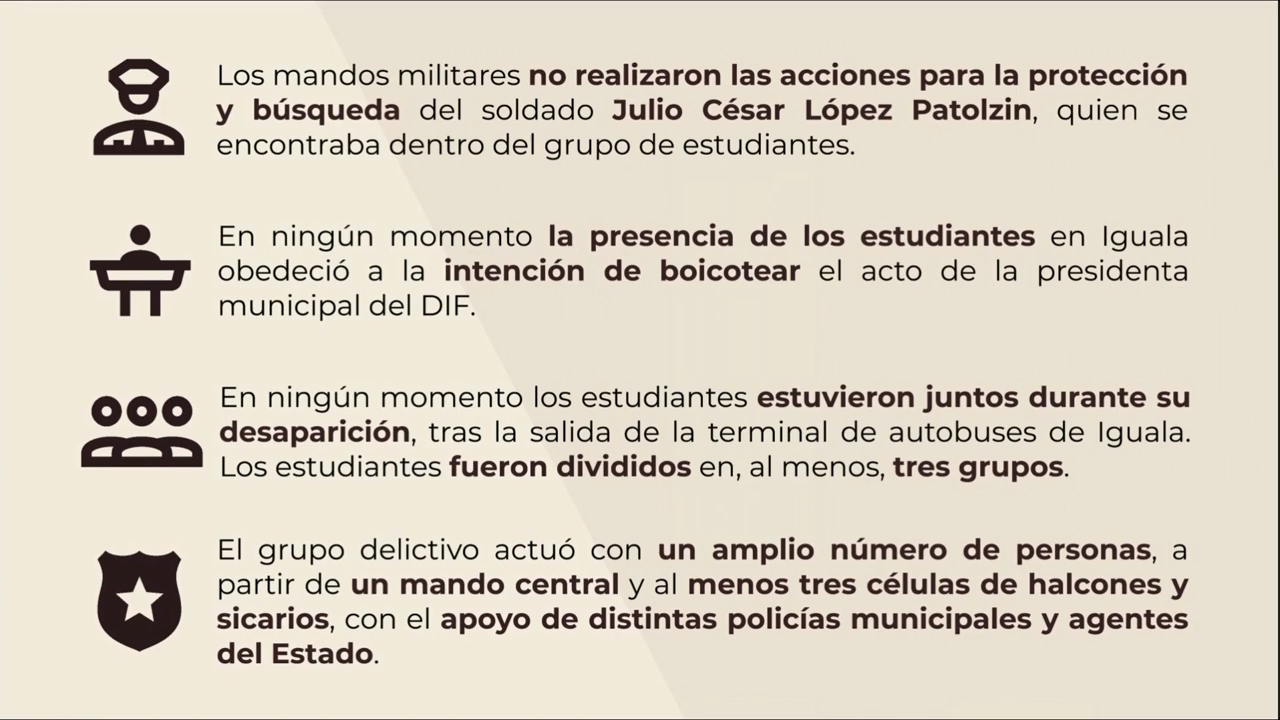 Los mandos militares no realizaron las acciones para la protección
y búsqueda del soldado Julio César López Patolzin, quien se
encontraba dentro del grupo de estudiantes.
En ningún momento la presencia de los estudiantes en Iguala
obedeció a la intención de boicotear el acto de la presidenta
municipal del DIF.
En ningún momento los estudiantes estuvieron juntos durante su
desaparición, tras la salida de la terminal de autobuses de Iguala.
Los estudiantes fueron divididos en, al menos, tres grupos.
El grupo delictivo actuó con un amplio número de personas, a
partir de un mando central y al menos tres células de halcones y
sicarios, con el apoyo de distintas policías municipales y agentes
del Estado.